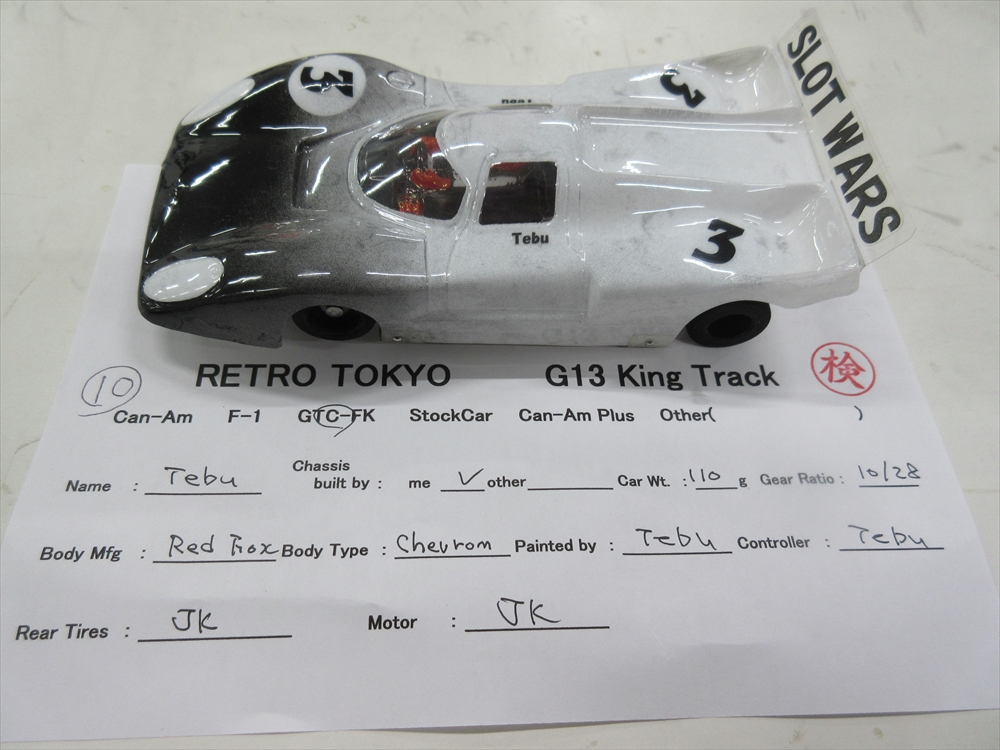 3
3
SLOT WARS
Tebu
3
RETRO TOKYO G13 King Track 検
10
Can-Am F-1 GTC-FK StockCar Can-Am Plus Other( )
Name : Tebu Chassis built by : me V other Car Wt. : 110 g Gear Ratio : 10/28
Body Mfg : Red Fox Body Type : Chevrom Painted by : Tebu Controller : Tebu
Rear Tires : JK Motor : JK